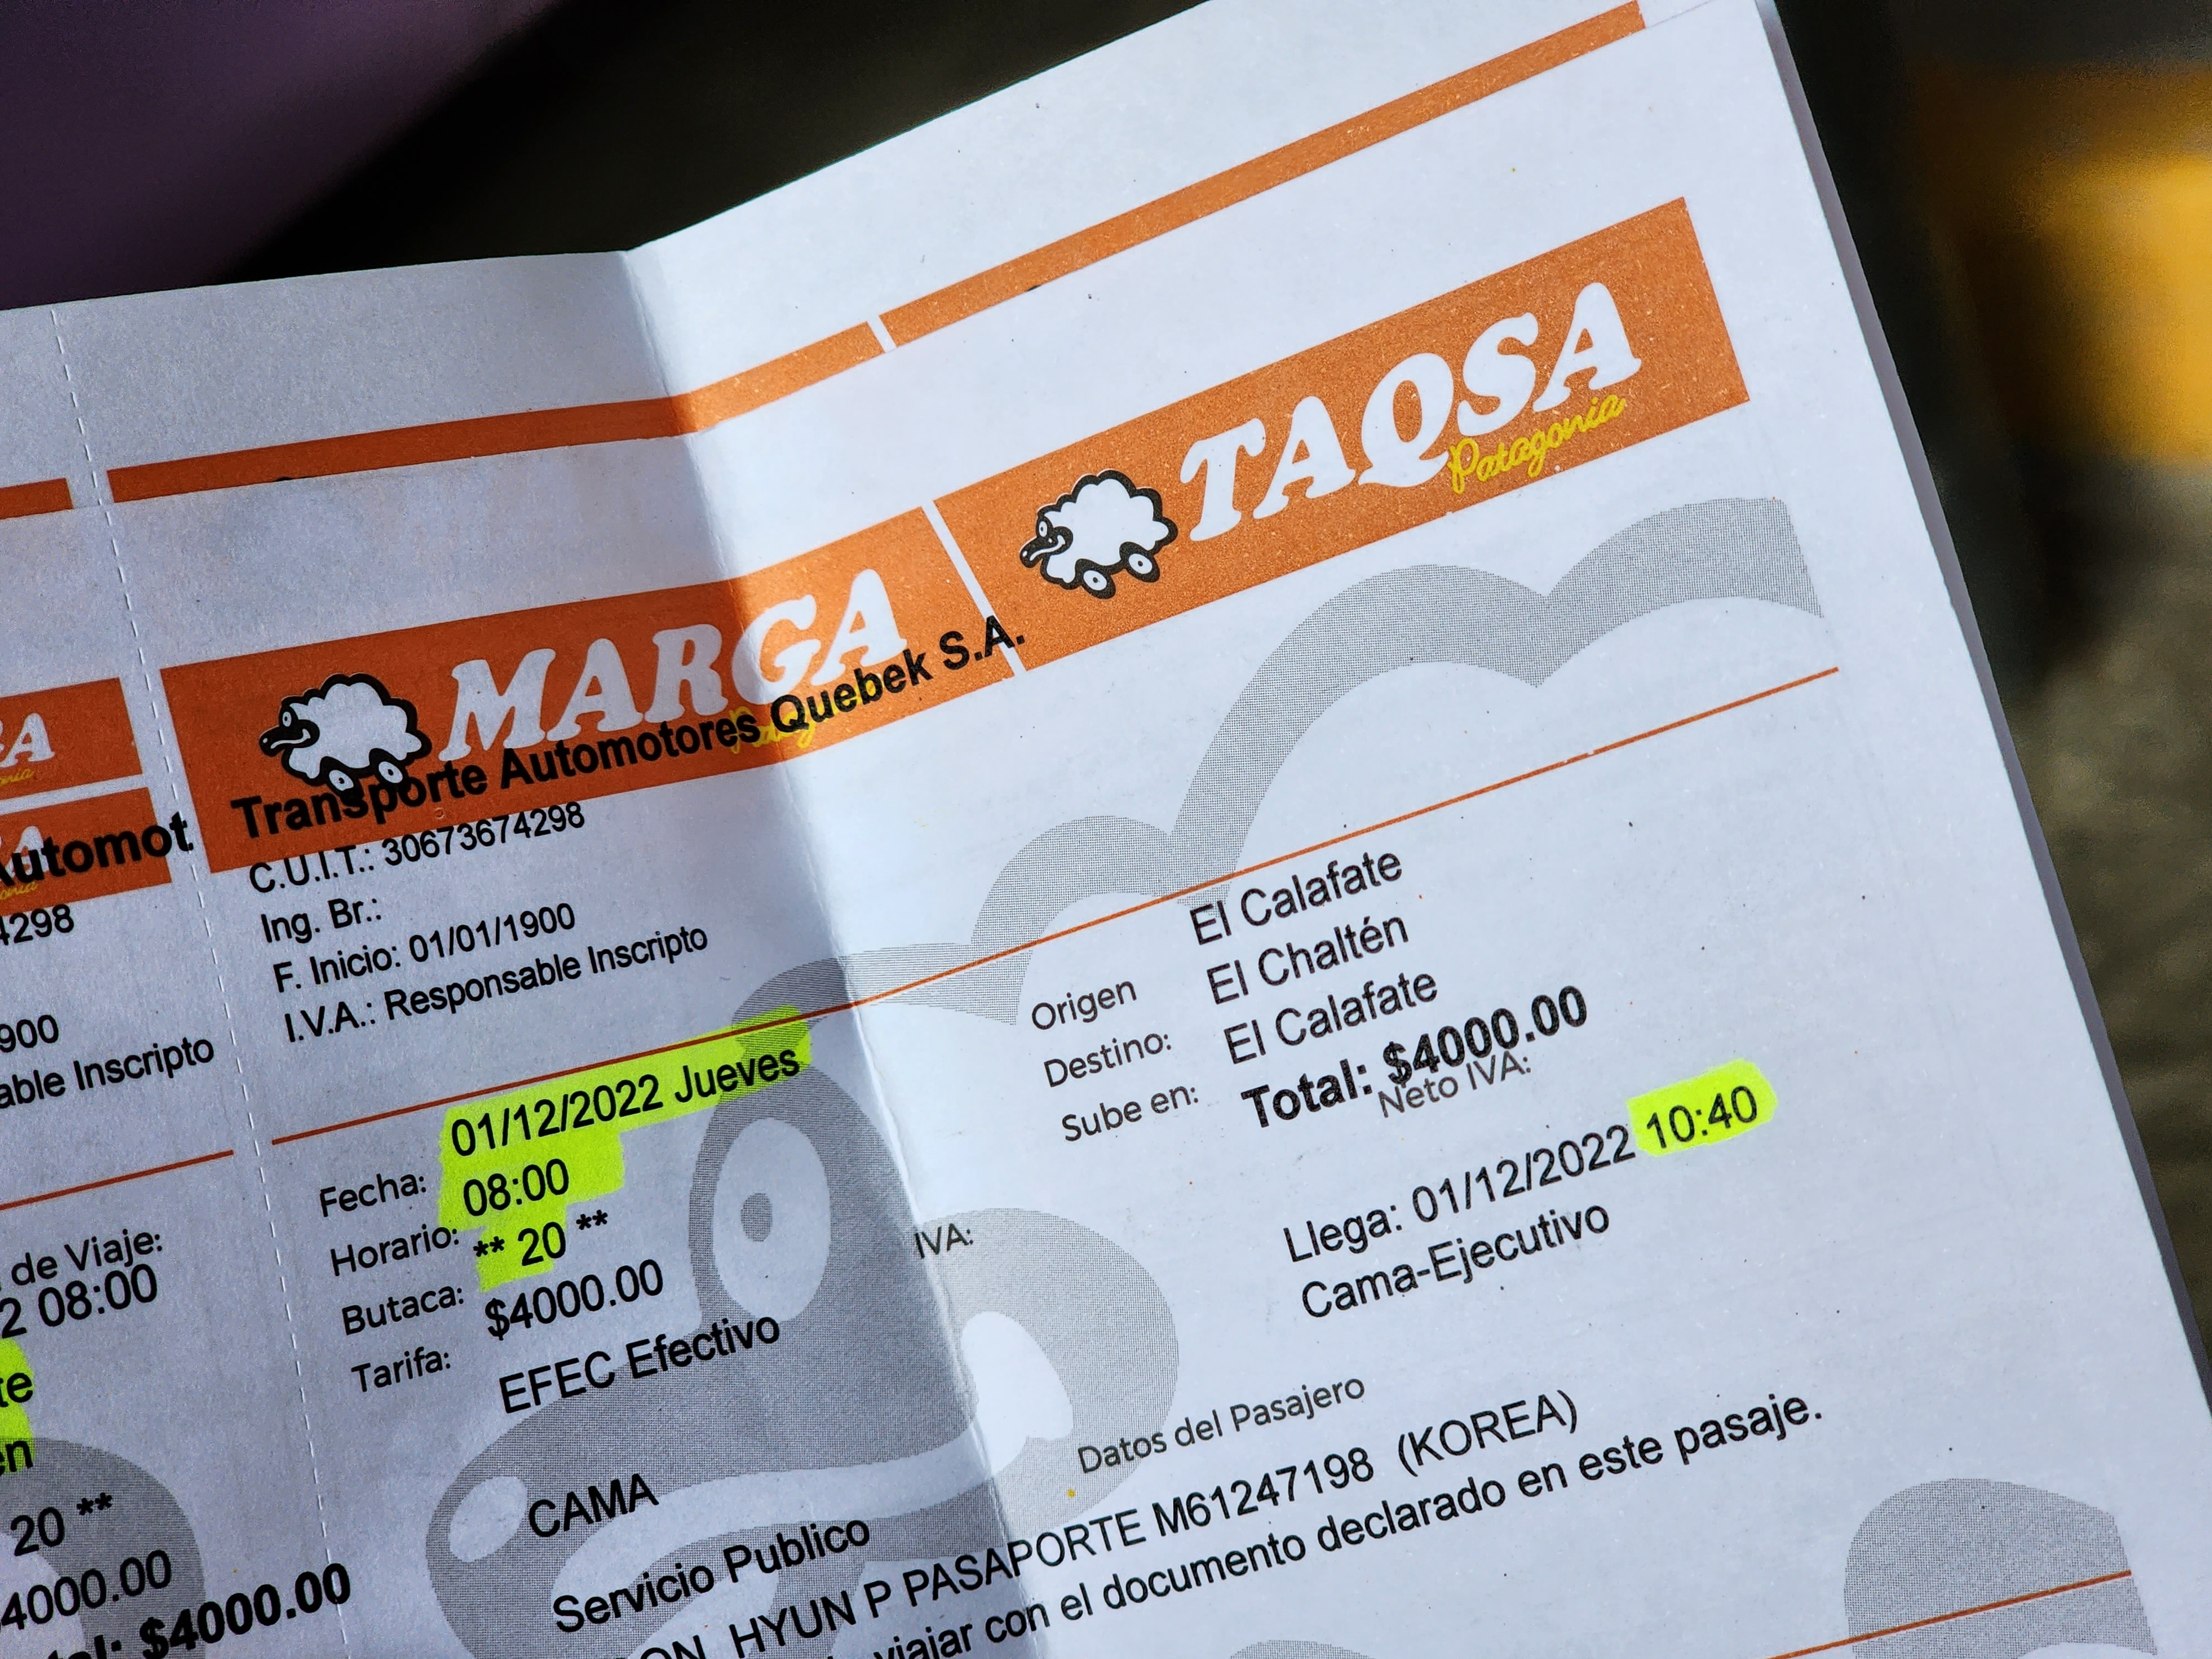 MARGA
TAQSA
Patagonia
Transporte Automotores Quebek S.A.
C.U.I.T.: 30673674298
Ing. Br.:
F. Inicio: 01/01/1900
I.V.A.: Responsable Inscripto
Origen El Calafate
Destino: El Chaltén
Sube en: El Calafate
Total: $4000.00
Neto IVA:
Fecha: 01/12/2022 Jueves
Horario: 08:00
Butaca: ** 20 **
Tarifa: $4000.00
IVA:
EFEC Efectivo
Llega: 01/12/2022 10:40
Cama-Ejecutivo
CAMA
Servicio Publico
Datos del Pasajero
HYUN P PASAPORTE M61247198 (KOREA)
viajar con el documento declarado en este pasaje.
Automot
4298
900
able Inscripto
de Viaje:
2 08:00
te
en
20 **
4000.00
$4000.00